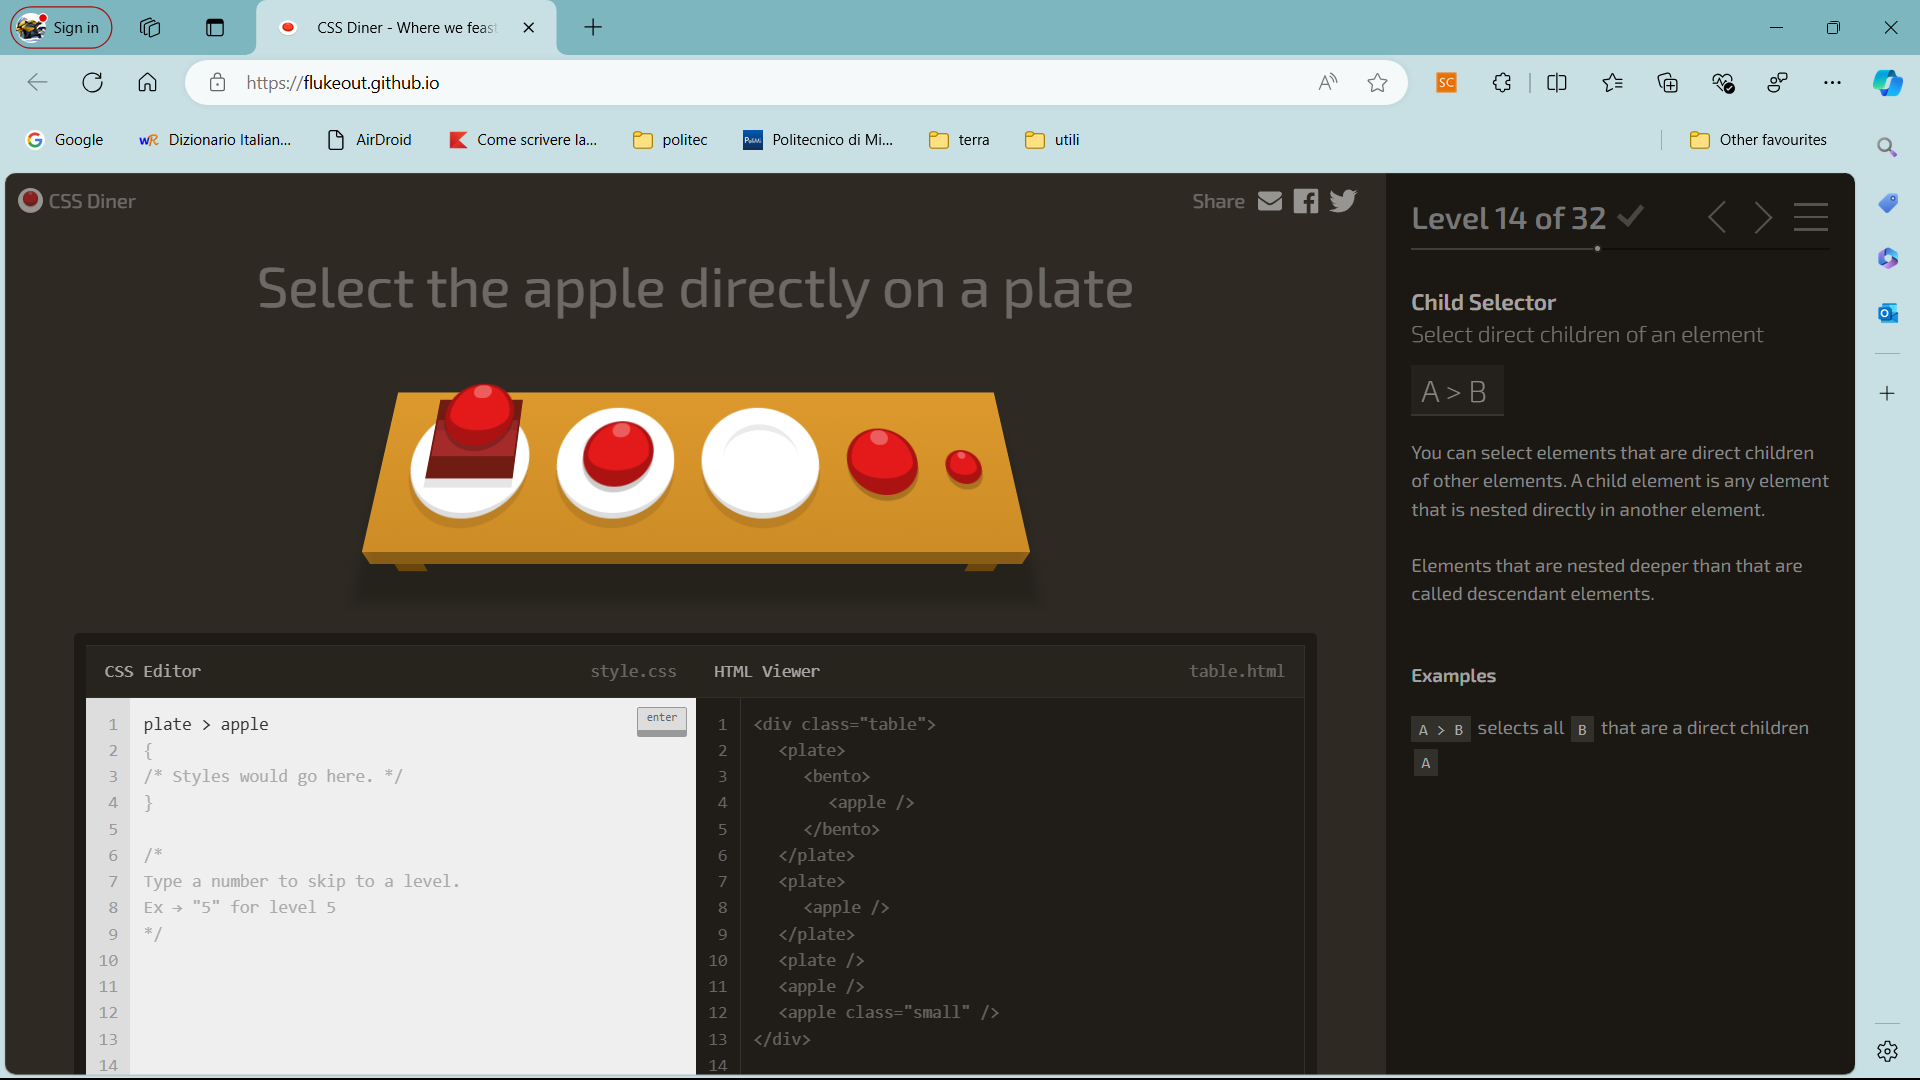 Sign in
CSS Diner - Where we feas
https://flukeout.github.io
SC
Google
WR Dizionario Italian...
AirDroid
Come scrivere la...
politec
Politecnico di Mi...
terra
utili
Other favourites
CSS Diner
Share
Select the apple directly on a plate
CSS Editor
style.css
HTML Viewer
table.html
enter
1 plate > apple
2 {
3 /* Styles would go here. */
4 }
5
6 /*
7 Type a number to skip to a level.
8 Ex → "5" for level 5
9 */
10
11
12
13
14
1 <div class="table">
2 <plate>
3 <bento>
4 <apple />
5 </bento>
6 </plate>
7 <plate>
8 <apple />
9 </plate>
10 <plate />
11 <apple />
12 <apple class="small" />
13 </div>
14
Level 14 of 32
Child Selector
Select direct children of an element
A > B
You can select elements that are direct children
of other elements. A child element is any element
that is nested directly in another element.
Elements that are nested deeper than that are
called descendant elements.
Examples
A > B selects all B that are a direct children
A